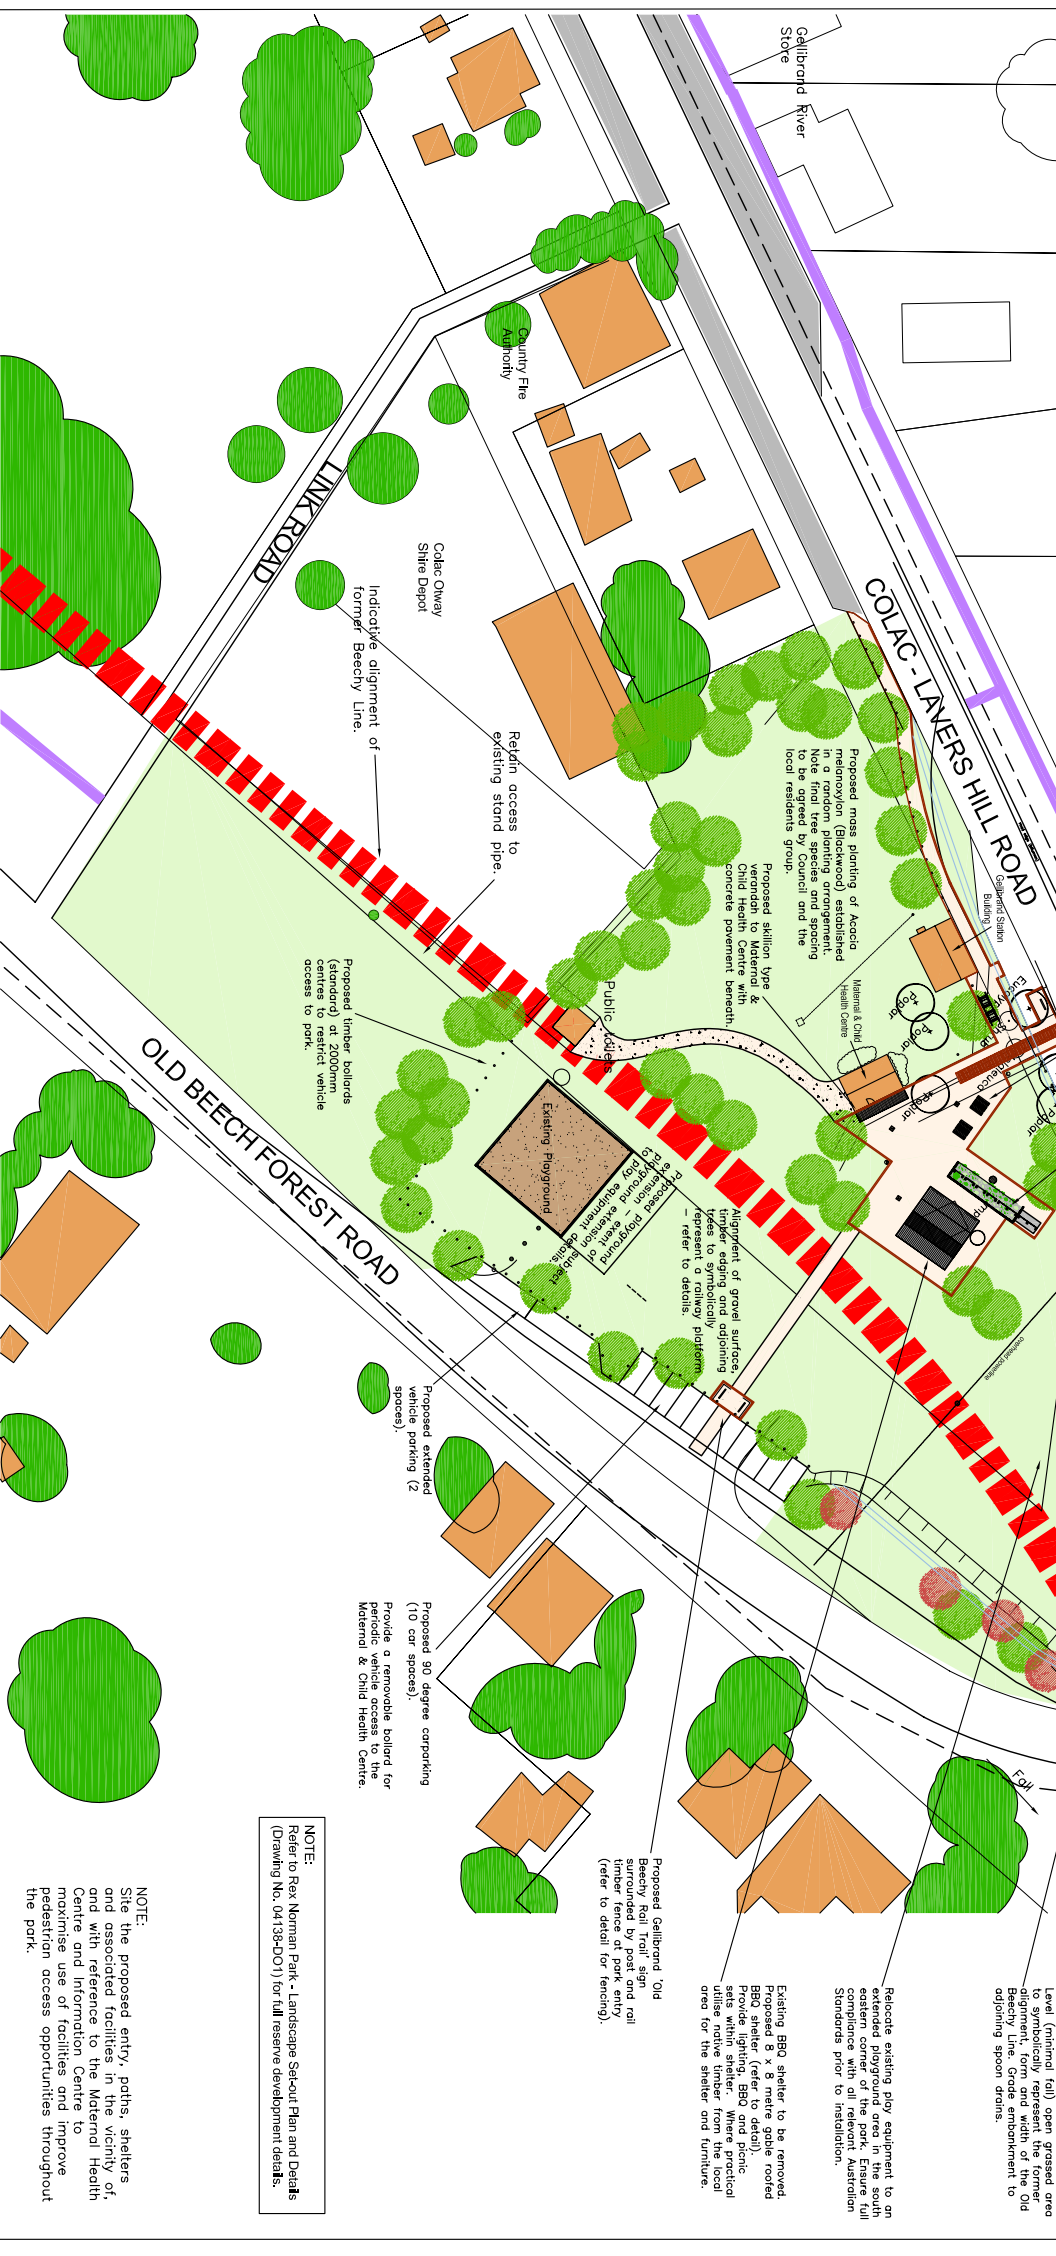 Gellibrand River
Store
Country Fire
Authority
LINK ROAD
Colac Otway
Shire Depot
Indicative alignment of
former Beechy Line.
Retain access to
existing stand pipe.
COLAC - LAVERS HILL ROAD
Proposed mass planting of Acacia
melanoxylon (Blackwood) established
in a random planting arrangement.
Note final tree species and spacing
to be agreed by Council and the
local residents group.
Proposed skillion type
verandah to Maternal &
Child Health Centre with
concrete pavement beneath.
Gellibrand Station
Building
Maternal & Child
Health Centre
Poplar
Poplar
Poplar
Poplar
Public toilets
Proposed timber bollards
(standard) at 2000mm
centres to restrict vehicle
access to park.
OLD BEECH FOREST ROAD
Existing Playground
Proposed playground
extension - extent of
playground extension subject
to play equipment details.
Alignment of gravel surface,
timber edging and adjoining
trees to symbolically
represent a railway platform
- refer to details.
overhead powerline
Proposed extended
vehicle parking (2
spaces).
Proposed 90 degree carparking
(10 car spaces).
Provide a removable bollard for
periodic vehicle access to the
Maternal & Child Health Centre.
Fall
Proposed Gellibrand 'Old
Beechy Rail Trail' sign
surrounded by post and rail
timber fence at park entry
(refer to detail for fencing).
Existing BBQ shelter to be removed.
Proposed 8 x 8 metre gable roofed
BBQ shelter (refer to detail).
Provide lighting, BBQ and picnic
sets within shelter. Where practical
utilise native timber from the local
area for the shelter and furniture.
Relocate existing play equipment to an
extended playground area in the south
eastern corner of the park. Ensure full
compliance with all relevant Australian
Standards prior to installation.
Level (minimal fall) open grassed area
to symbolically represent the former
alignment, form and width of the Old
Beechy Line. Grade embankment to
adjoining spoon drains.
NOTE:
Refer to Rex Norman Park - Landscape Set-out Plan and Details
(Drawing No. 04138-DO1) for full reserve development details.
NOTE:
Site the proposed entry, paths, shelters
and associated facilities in the vicinity of,
and with reference to the Maternal Health
Centre and Information Centre to
maximise use of facilities and improve
pedestrian access opportunities throughout
the park.